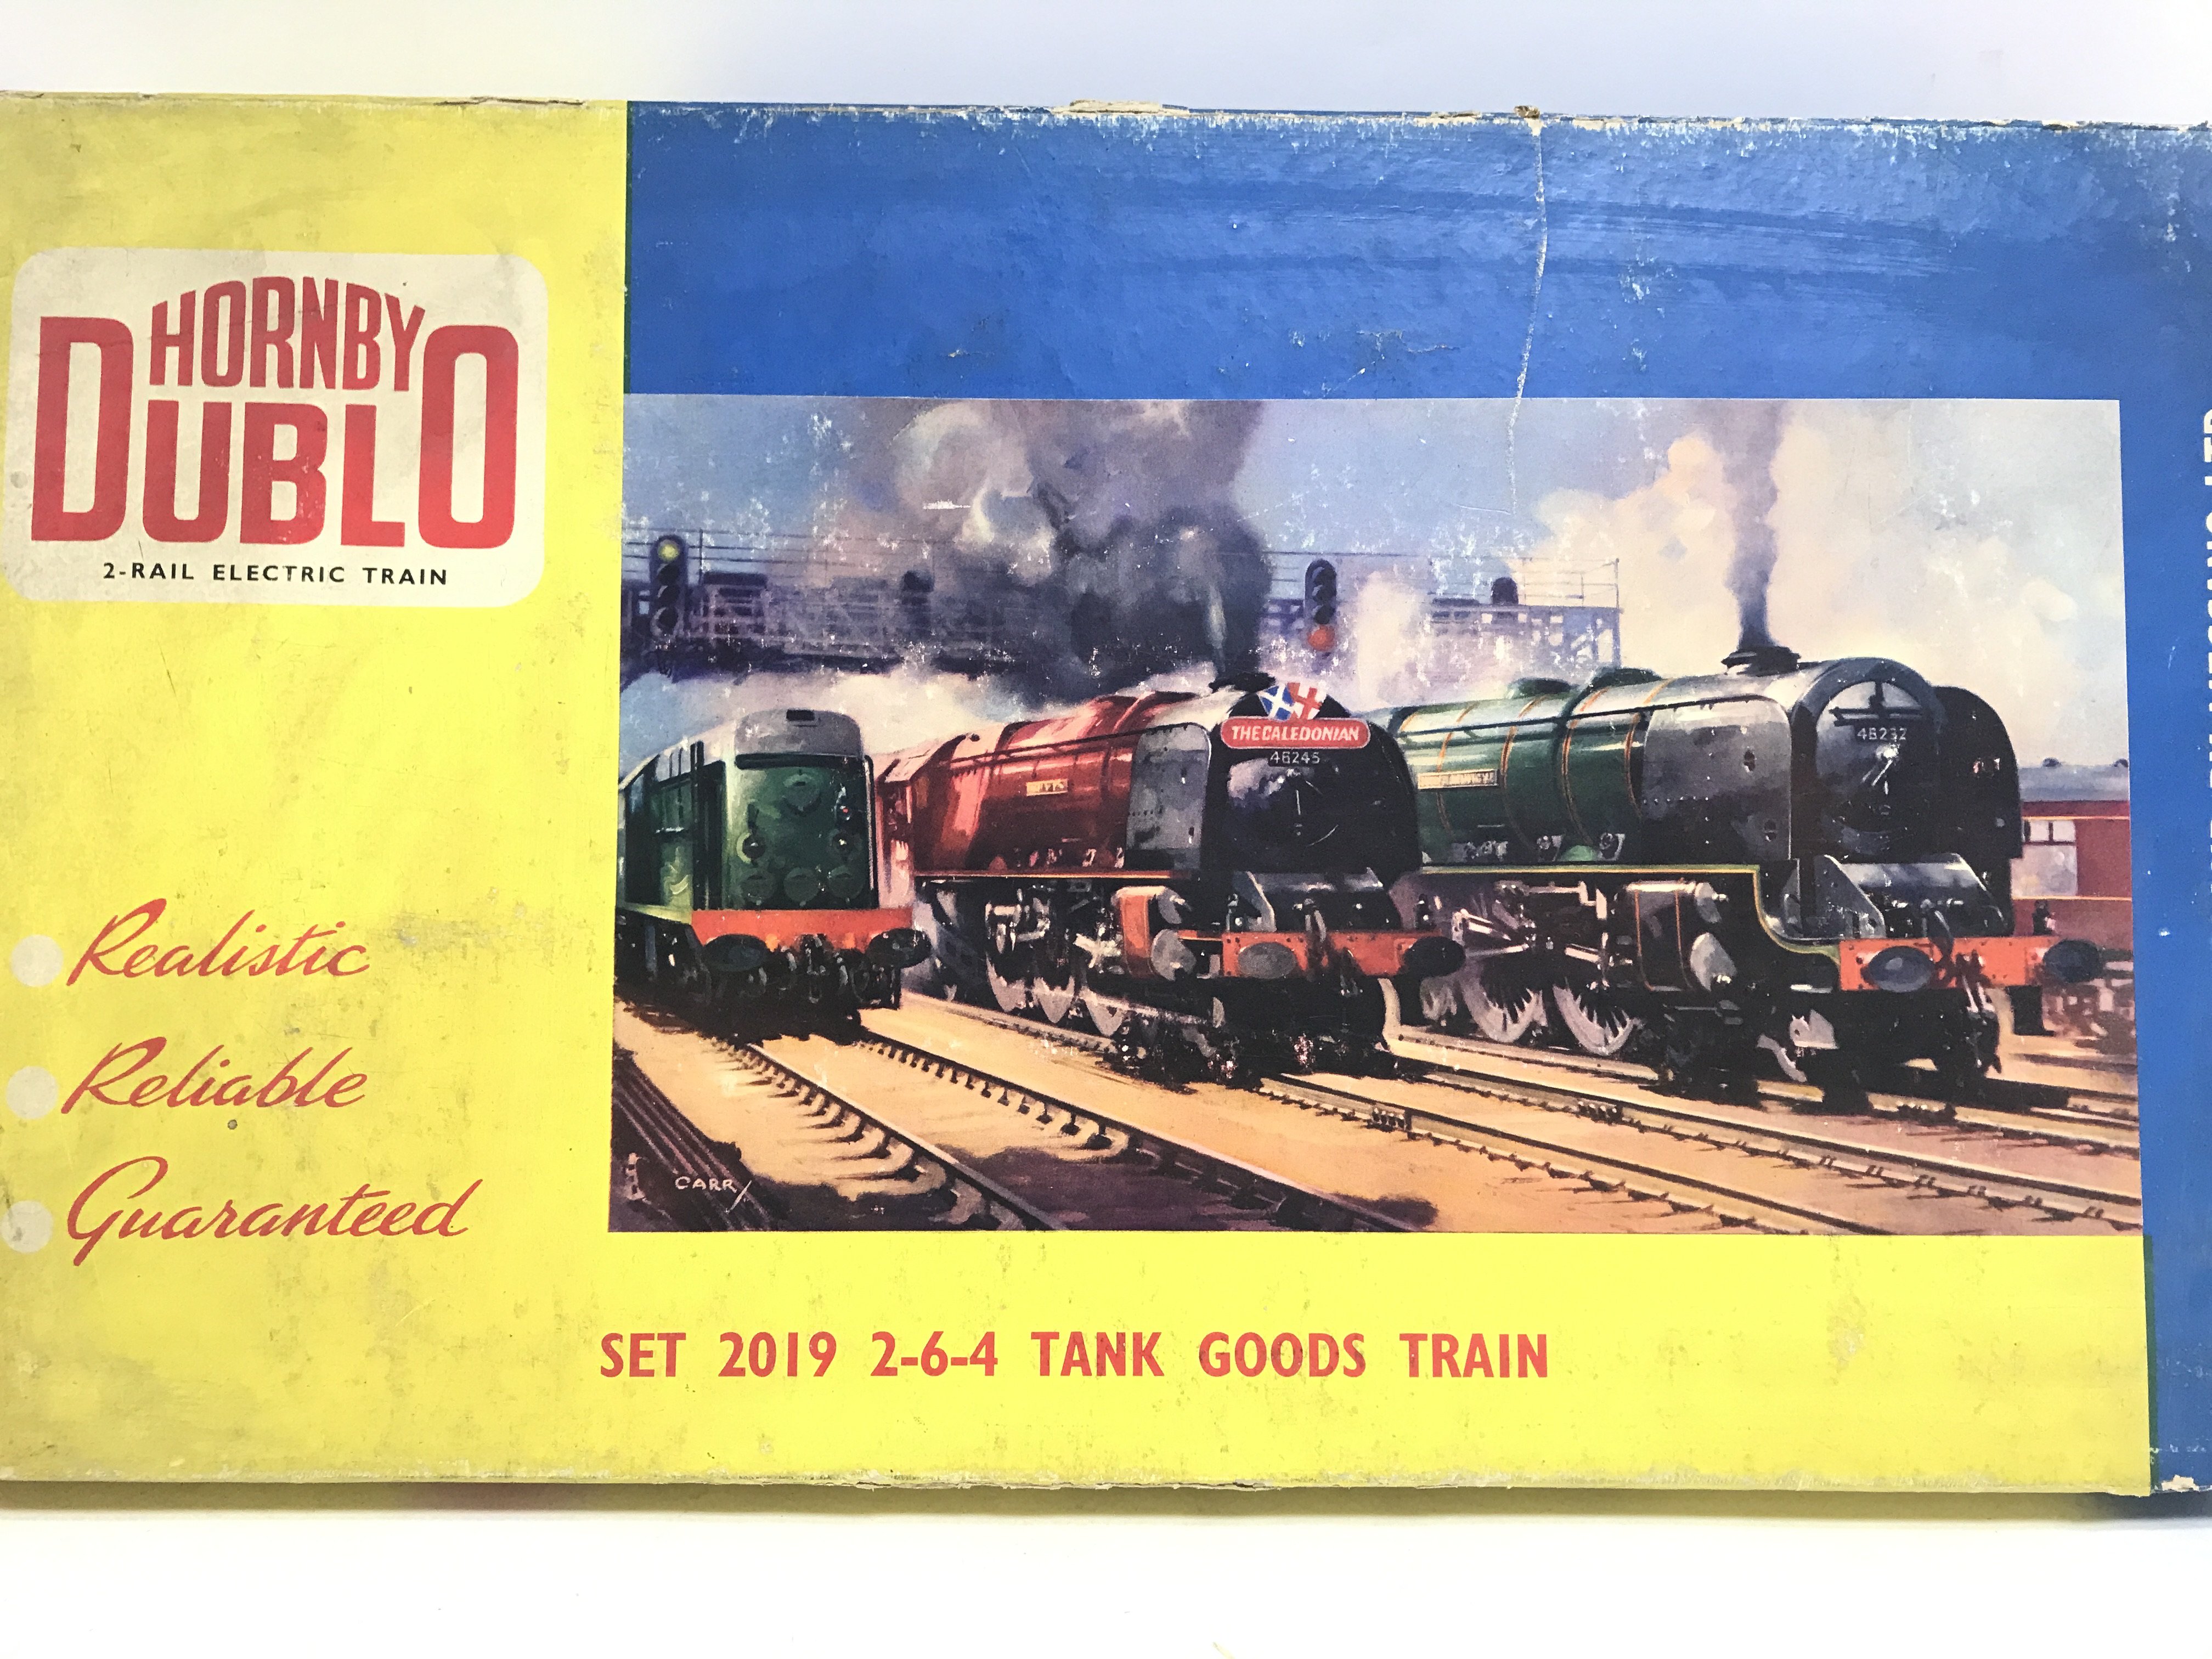 HORNBY
DUBLO
2-RAIL ELECTRIC TRAIN
Realistic
Reliable
Guaranteed
THE CALEDONIAN
46245
46232
CARR
SET 2019 2-6-4 TANK GOODS TRAIN